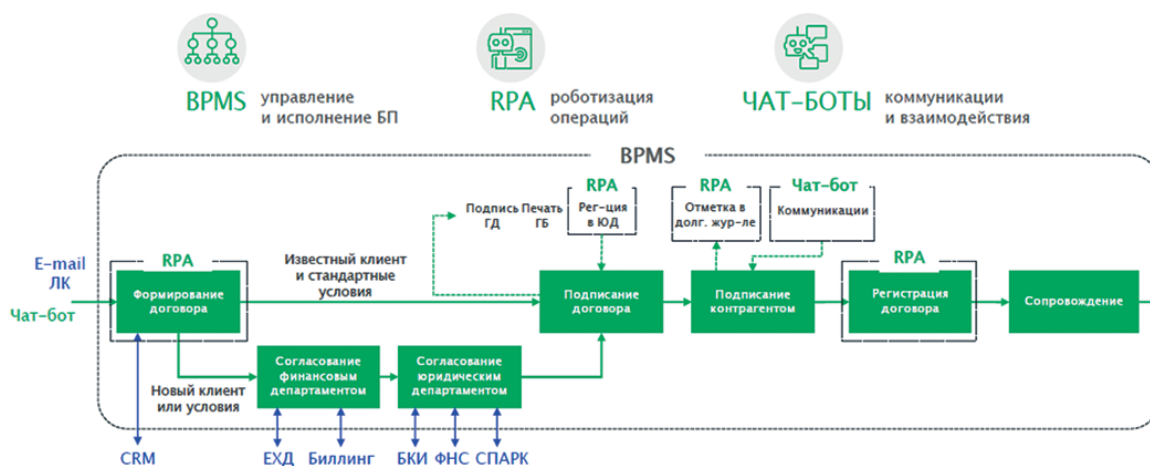 BPMS
управление
и исполнение БП
RPA
роботизация
операций
ЧАТ-БОТЫ
коммуникации
и взаимодействия
BPMS
RPA
RPA
Чат-бот
Подпись Печать
ГД ГБ
Рег-ция
в ЮД
Отметка в
долг. жур-ле
Коммуникации
E-mail
ЛК
Чат-бот
RPA
Формирование
договора
Известный клиент
и стандартные
условия
Подписание
договора
Подписание
контрагентом
RPA
Регистрация
договора
Сопровождение
Новый клиент
или условия
Согласование
финансовым
департаментом
Согласование
юридическим
департаментом
CRM
ЕХД
Биллинг
БКИ
ФНС
СПАРК